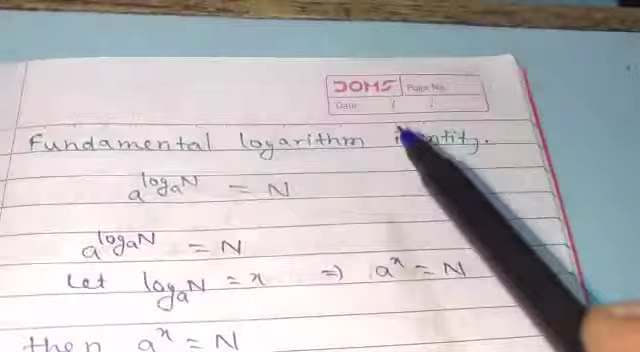 DOMS Page No.
Date / /
Fundamental logarithm
a^{log_a N} = N
a^{log_a N} = N
Let log_a N = x ⇒ a^x = N
then a^x = N